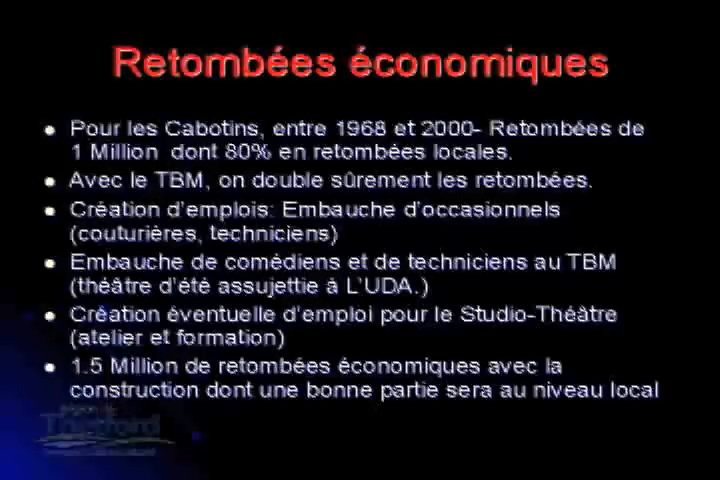 Retombées économiques
Pour les Cabotins, entre 1968 et 2000- Retombées de
1 Million dont 80% en retombées locales.
Avec le TBM, on double sûrement les retombées.
Création d'emplois: Embauche d'occasionnels
(couturières, techniciens)
Embauche de comédiens et de techniciens au TBM
(théâtre d'été assujettie à L'UDA.)
Création éventuelle d'emploi pour le Studio-Théâtre
(atelier et formation)
1.5 Million de retombées économiques avec la
construction dont une bonne partie sera au niveau local
Thetford